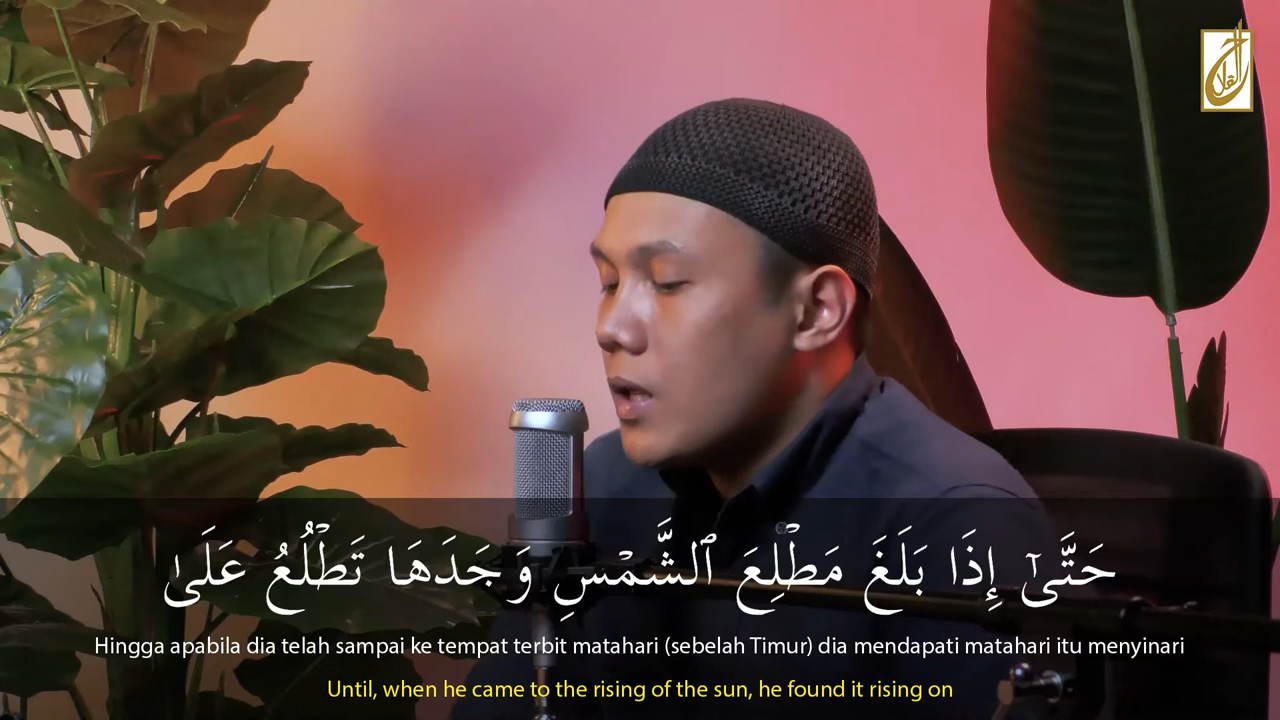 العلاج
حَتَّىٰٓ إِذَا بَلَغَ مَطْلِعَ ٱلشَّمْسِ وَجَدَهَا تَطْلُعُ عَلَىٰ
Hingga apabila dia telah sampai ke tempat terbit matahari (sebelah Timur) dia mendapati matahari itu menyinari
Until, when he came to the rising of the sun, he found it rising on